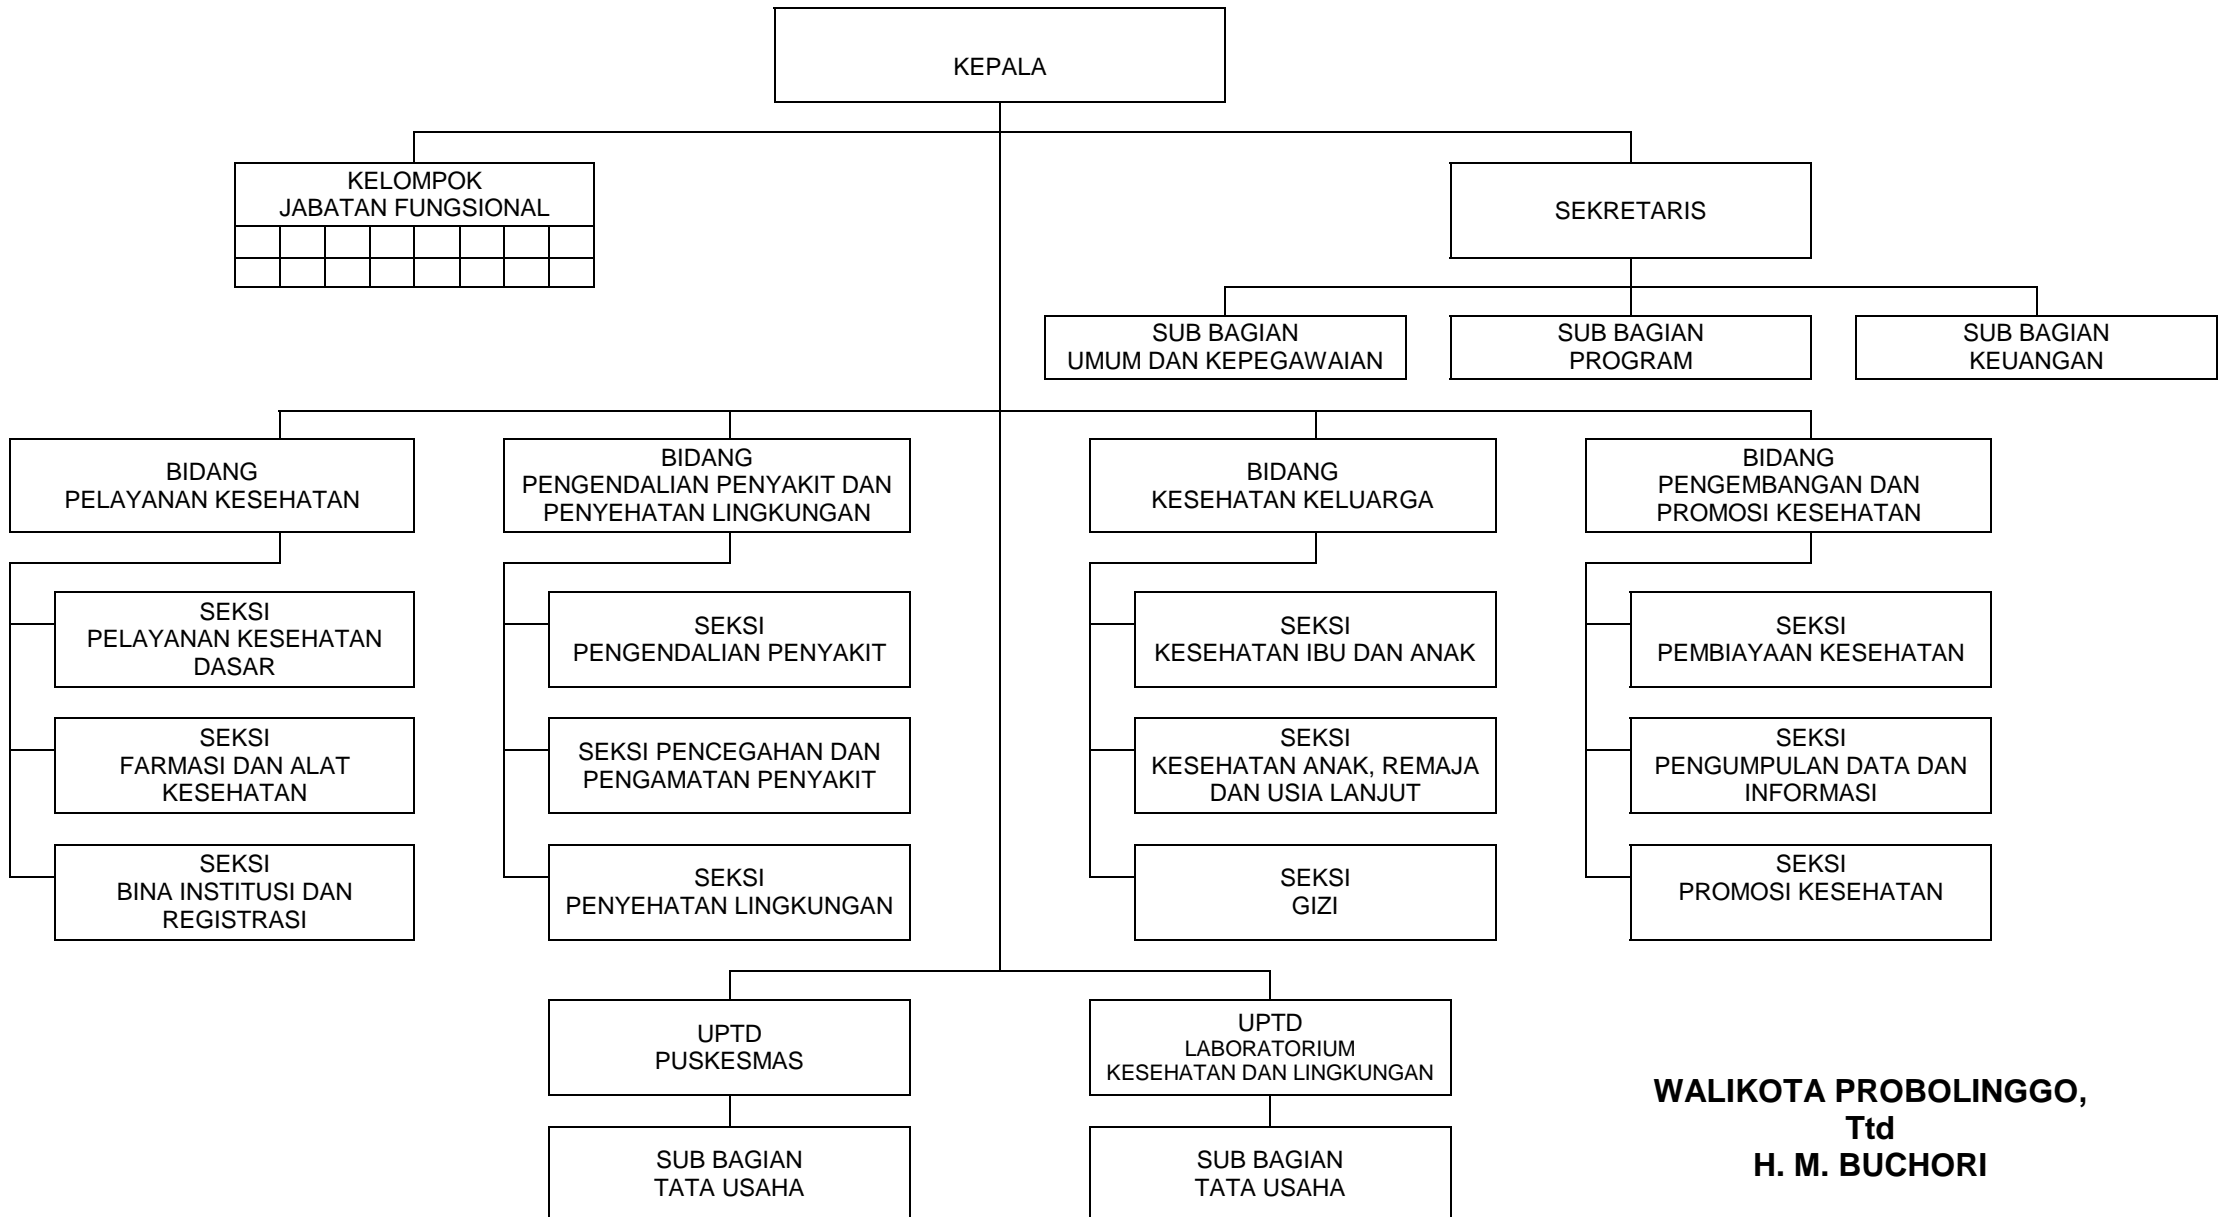 KEPALA
KELOMPOK
JABATAN FUNGSIONAL
SEKRETARIS
SUB BAGIAN
UMUM DAN KEPEGAWAIAN
SUB BAGIAN
PROGRAM
SUB BAGIAN
KEUANGAN
BIDANG
PELAYANAN KESEHATAN
BIDANG
PENGENDALIAN PENYAKIT DAN
PENYEHATAN LINGKUNGAN
BIDANG
KESEHATAN KELUARGA
BIDANG
PENGEMBANGAN DAN
PROMOSI KESEHATAN
SEKSI
PELAYANAN KESEHATAN
DASAR
SEKSI
PENGENDALIAN PENYAKIT
SEKSI
KESEHATAN IBU DAN ANAK
SEKSI
PEMBIAYAAN KESEHATAN
SEKSI
FARMASI DAN ALAT
KESEHATAN
SEKSI PENCEGAHAN DAN
PENGAMATAN PENYAKIT
SEKSI
KESEHATAN ANAK, REMAJA
DAN USIA LANJUT
SEKSI
PENGUMPULAN DATA DAN
INFORMASI
SEKSI
BINA INSTITUSI DAN
REGISTRASI
SEKSI
PENYEHATAN LINGKUNGAN
SEKSI
GIZI
SEKSI
PROMOSI KESEHATAN
UPTD
PUSKESMAS
UPTD
LABORATORIUM
KESEHATAN DAN LINGKUNGAN
SUB BAGIAN
TATA USAHA
SUB BAGIAN
TATA USAHA
WALIKOTA PROBOLINGGO,
Ttd
H. M. BUCHORI